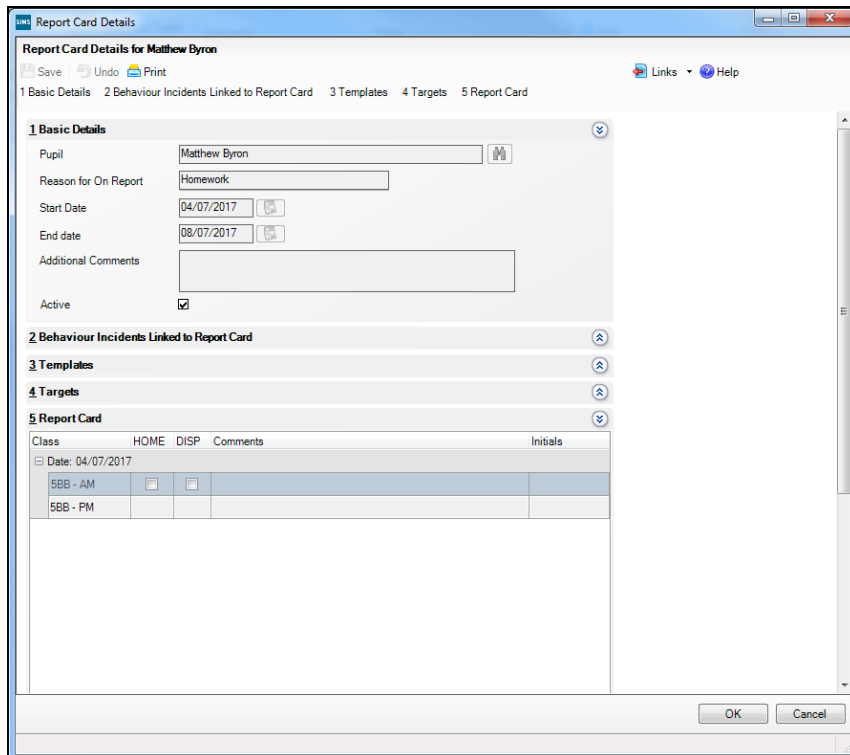 SIMS Report Card Details
Report Card Details for Matthew Byron
Save Undo Print Links Help
1 Basic Details 2 Behaviour Incidents Linked to Report Card 3 Templates 4 Targets 5 Report Card
1 Basic Details
Pupil Matthew Byron
Reason for On Report Homework
Start Date 04/07/2017
End date 08/07/2017
Additional Comments
Active
2 Behaviour Incidents Linked to Report Card
3 Templates
4 Targets
5 Report Card
Class HOME DISP Comments Initials
Date: 04/07/2017
5BB - AM
5BB - PM
OK Cancel